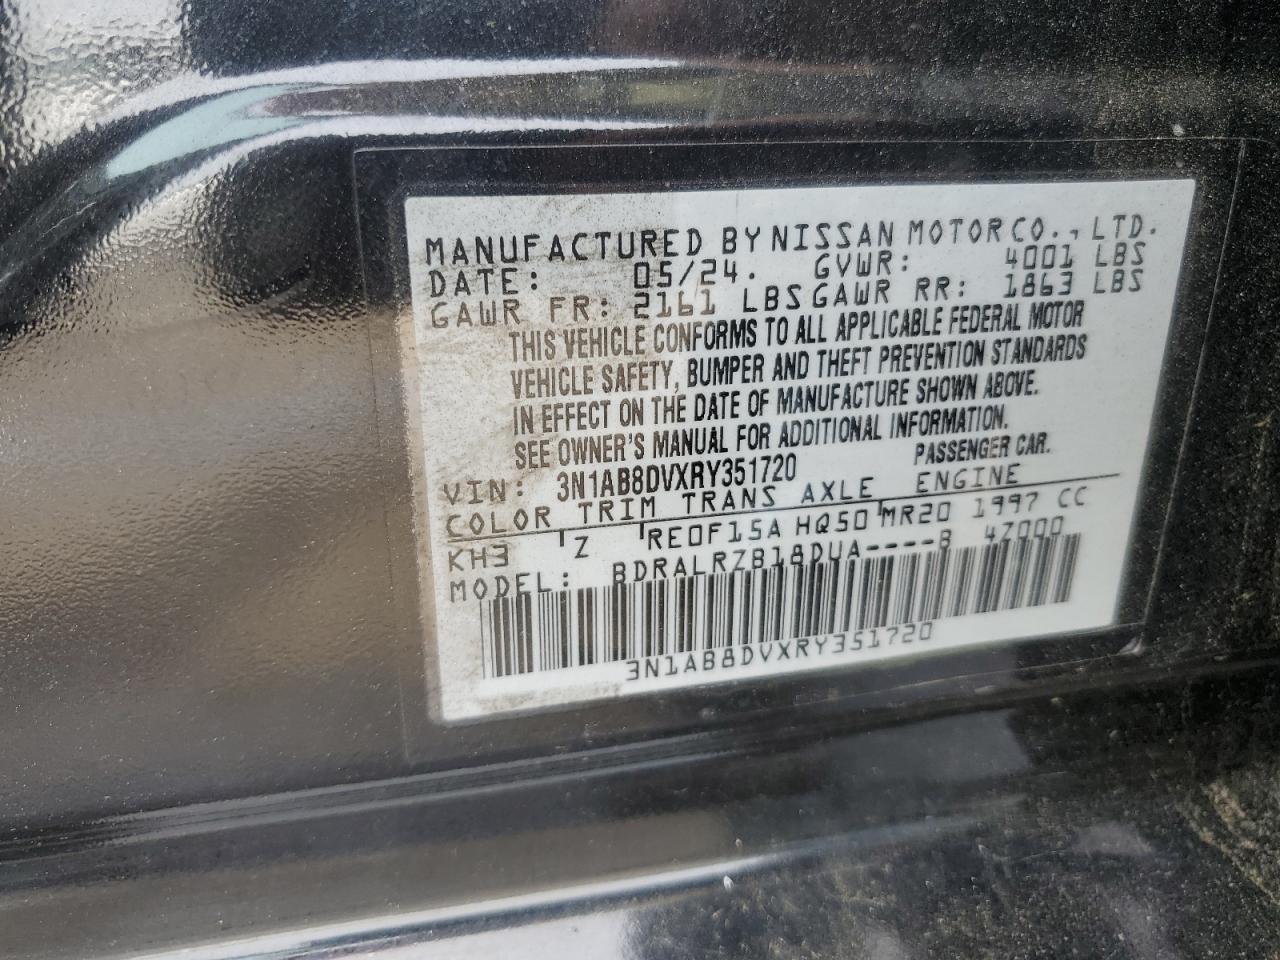 MANUFACTURED BY NISSAN MOTOR CO., LTD.
DATE: 05/24. GVWR: 4001 LBS
GAWR FR: 2161 LBS GAWR RR: 1863 LBS
THIS VEHICLE CONFORMS TO ALL APPLICABLE FEDERAL MOTOR
VEHICLE SAFETY, BUMPER AND THEFT PREVENTION STANDARDS
IN EFFECT ON THE DATE OF MANUFACTURE SHOWN ABOVE.
SEE OWNER'S MANUAL FOR ADDITIONAL INFORMATION.
VIN: 3N1AB8DVXRY351720 PASSENGER CAR.
COLOR TRIM TRANS AXLE ENGINE
KH3 Z RE0F15A HQ50 MR20 1997 CC
MODEL: BDRALRZB18DUA----B 4Z000
3N1AB8DVXRY351720